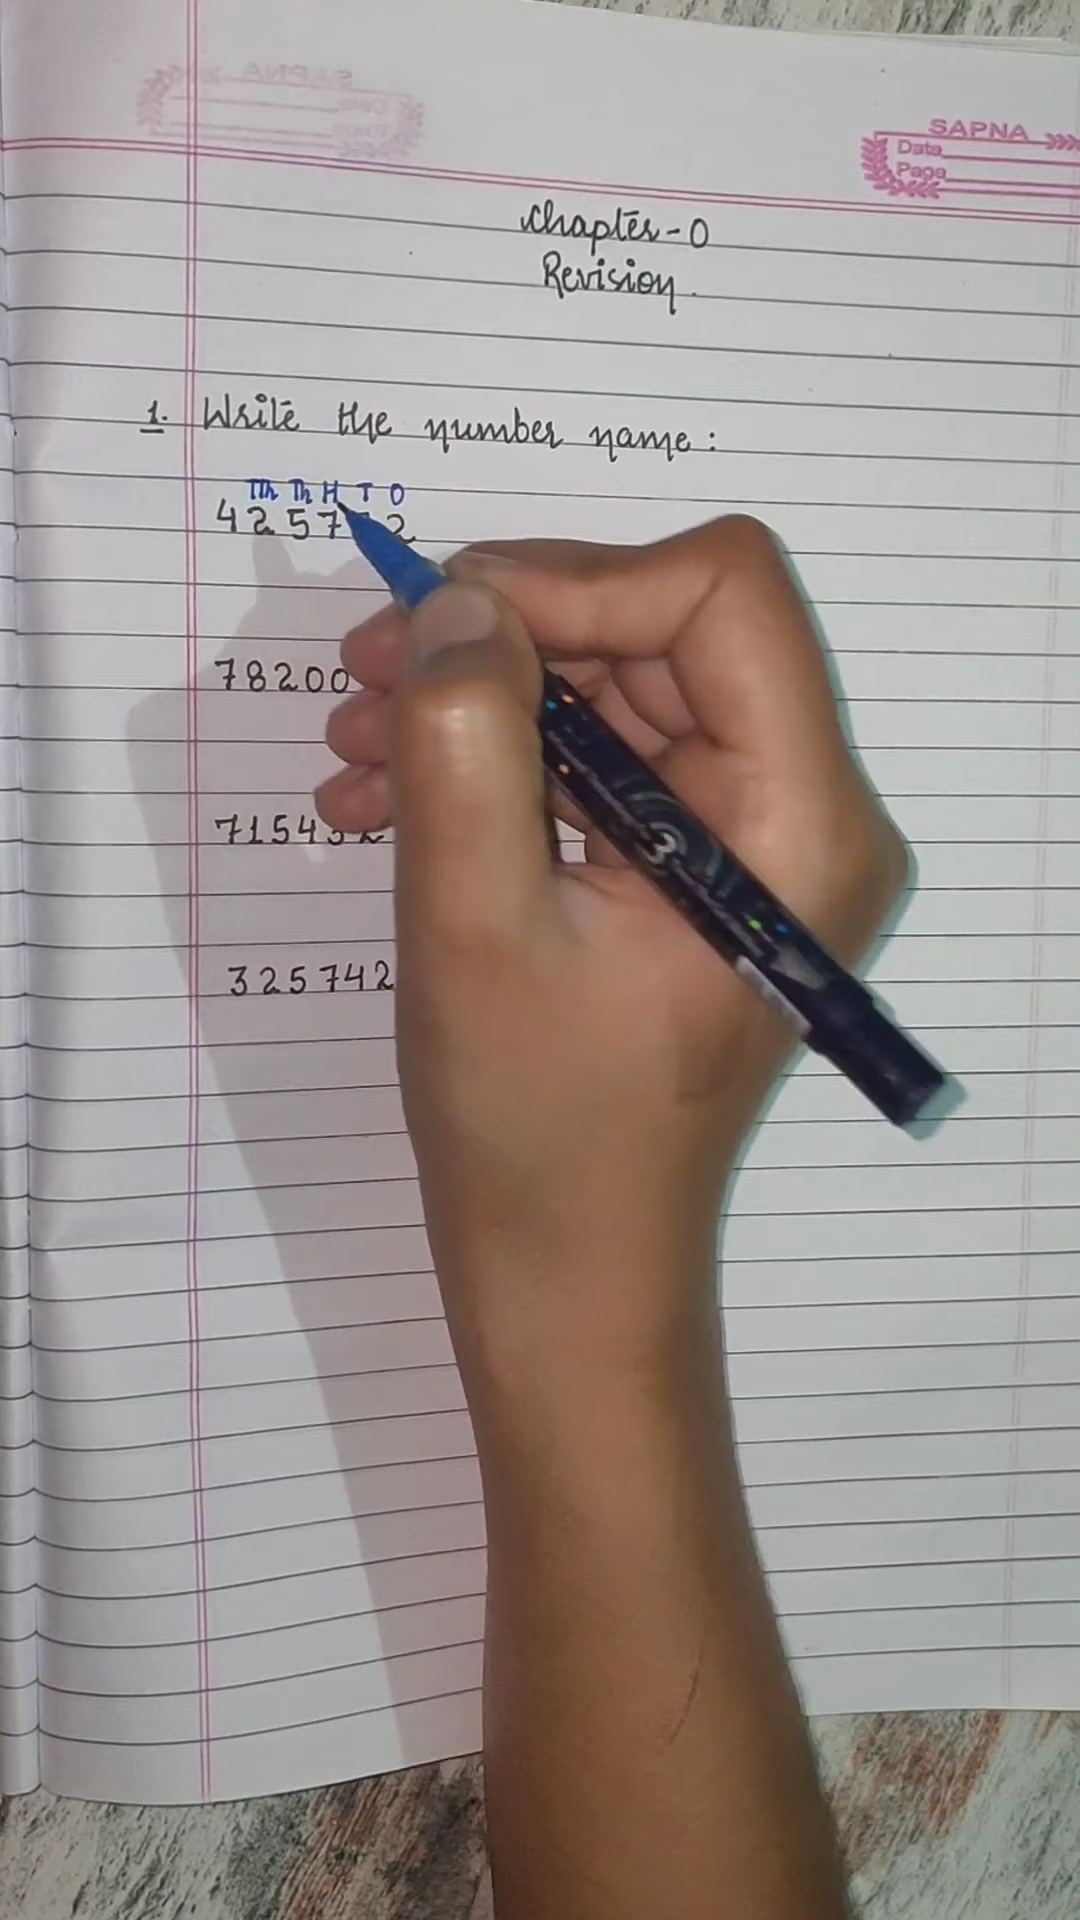 SAPNA
Date
Page
Chapter-0
Revision.
1. Write the number name:
TTh Th H T O
78200
325742